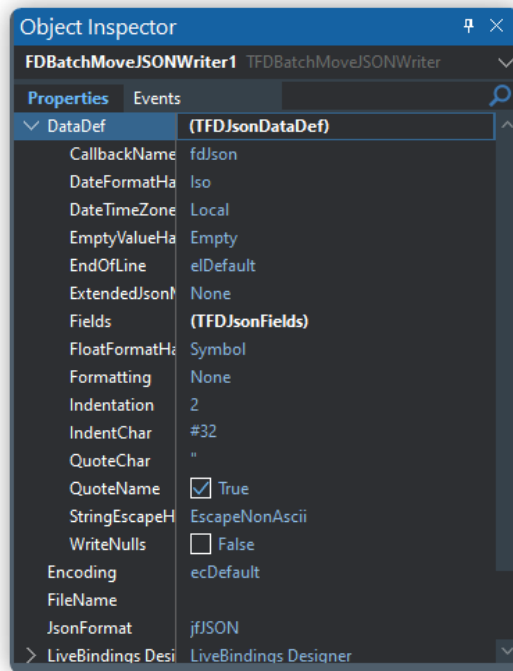 Object Inspector
FDBatchMoveJSONWriter1 TFDBatchMoveJSONWriter
Properties Events
DataDef (TFDJsonDataDef)
CallbackName fdJson
DateFormatHa Iso
DateTimeZone Local
EmptyValueHa Empty
EndOfLine elDefault
ExtendedJsonM None
Fields (TFDJsonFields)
FloatFormatHa Symbol
Formatting None
Indentation 2
IndentChar #32
QuoteChar "
QuoteName True
StringEscapeH EscapeNonAscii
WriteNulls False
Encoding ecDefault
FileName
JsonFormat jfJSON
LiveBindings Desi LiveBindings Designer